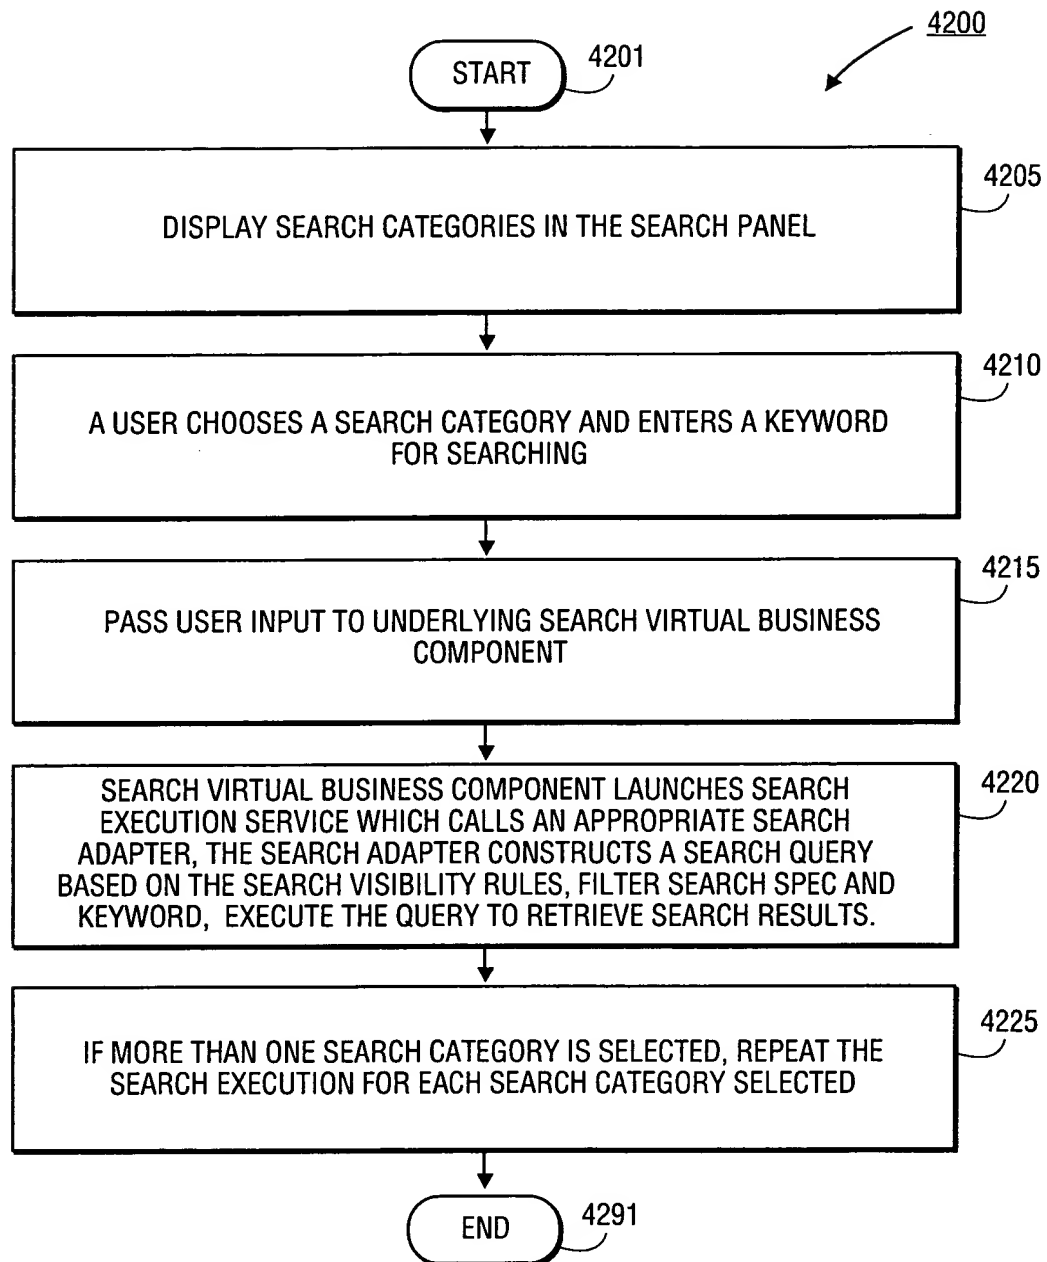 4200
START
4201
4205
DISPLAY SEARCH CATEGORIES IN THE SEARCH PANEL
4210
A USER CHOOSES A SEARCH CATEGORY AND ENTERS A KEYWORD
FOR SEARCHING
4215
PASS USER INPUT TO UNDERLYING SEARCH VIRTUAL BUSINESS
COMPONENT
4220
SEARCH VIRTUAL BUSINESS COMPONENT LAUNCHES SEARCH
EXECUTION SERVICE WHICH CALLS AN APPROPRIATE SEARCH
ADAPTER, THE SEARCH ADAPTER CONSTRUCTS A SEARCH QUERY
BASED ON THE SEARCH VISIBILITY RULES, FILTER SEARCH SPEC AND
KEYWORD, EXECUTE THE QUERY TO RETRIEVE SEARCH RESULTS.
4225
IF MORE THAN ONE SEARCH CATEGORY IS SELECTED, REPEAT THE
SEARCH EXECUTION FOR EACH SEARCH CATEGORY SELECTED
END
4291